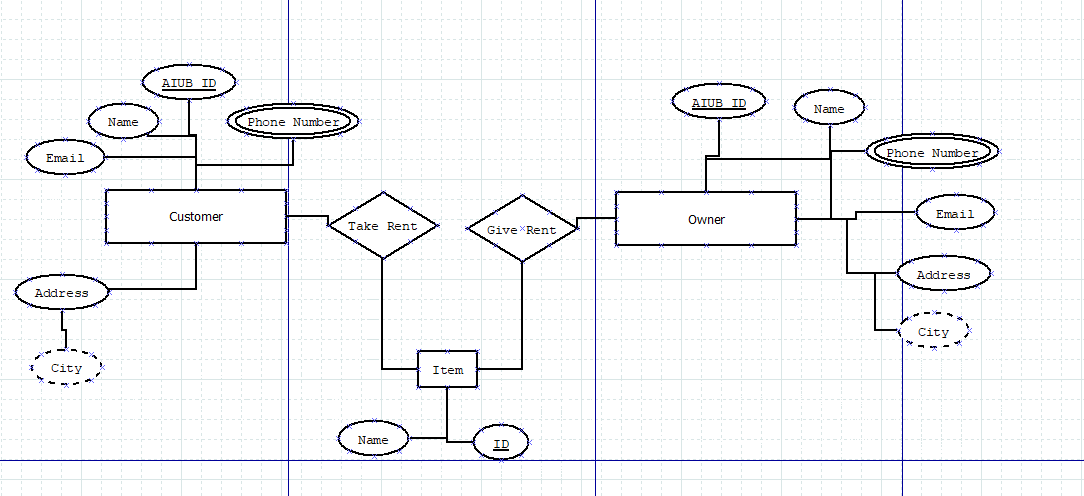 AIUB ID
Name
Phone Number
Email
Customer
Address
City
Take Rent
Give Rent
Item
Name
ID
AIUB ID
Name
Phone Number
Owner
Email
Address
City